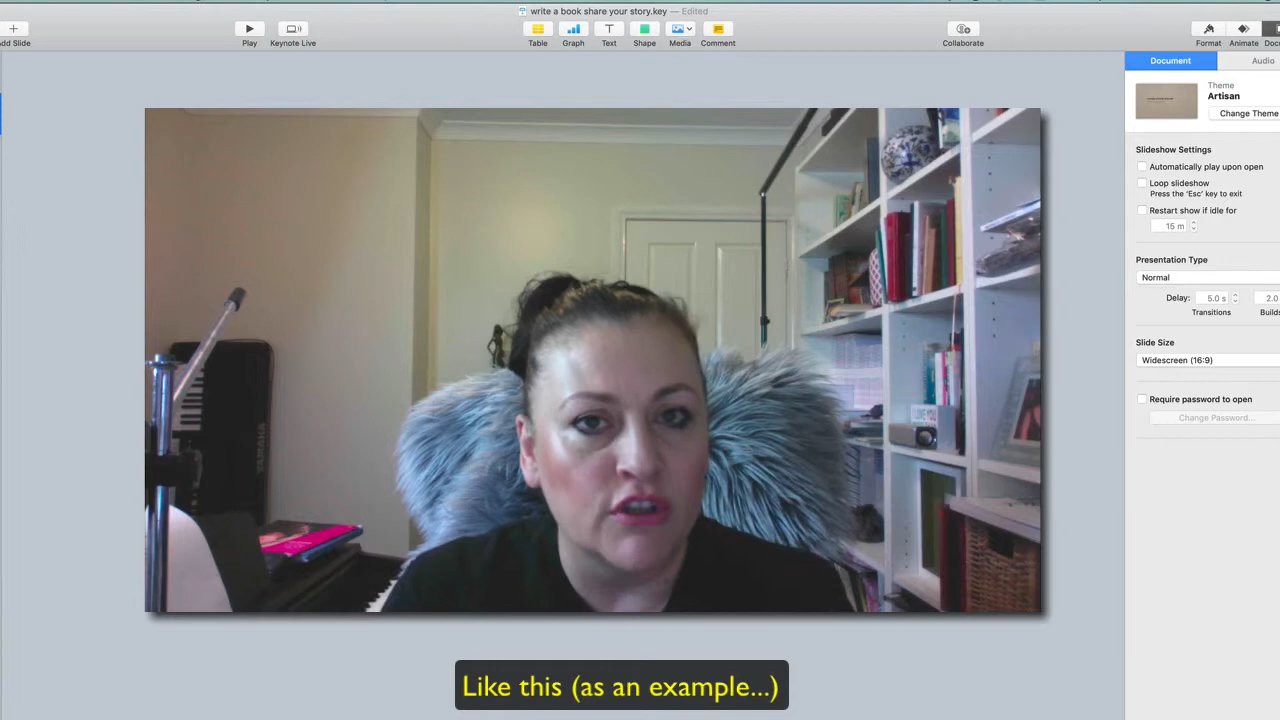 write a book share your story.key — Edited
Add Slide
Play
Keynote Live
Table
Graph
Text
Shape
Media
Comment
Collaborate
Format
Animate
Document
Audio
Theme
Artisan
Change Theme
Slideshow Settings
Automatically play upon open
Loop slideshow
Press the 'Esc' key to exit
Restart show if idle for
15 m
Presentation Type
Normal
Delay:
5.0 s
2.0
Transitions
Builds
Slide Size
Widescreen (16:9)
Require password to open
Change Password...
YAMAHA
I LOVE YOU
Like this (as an example...)